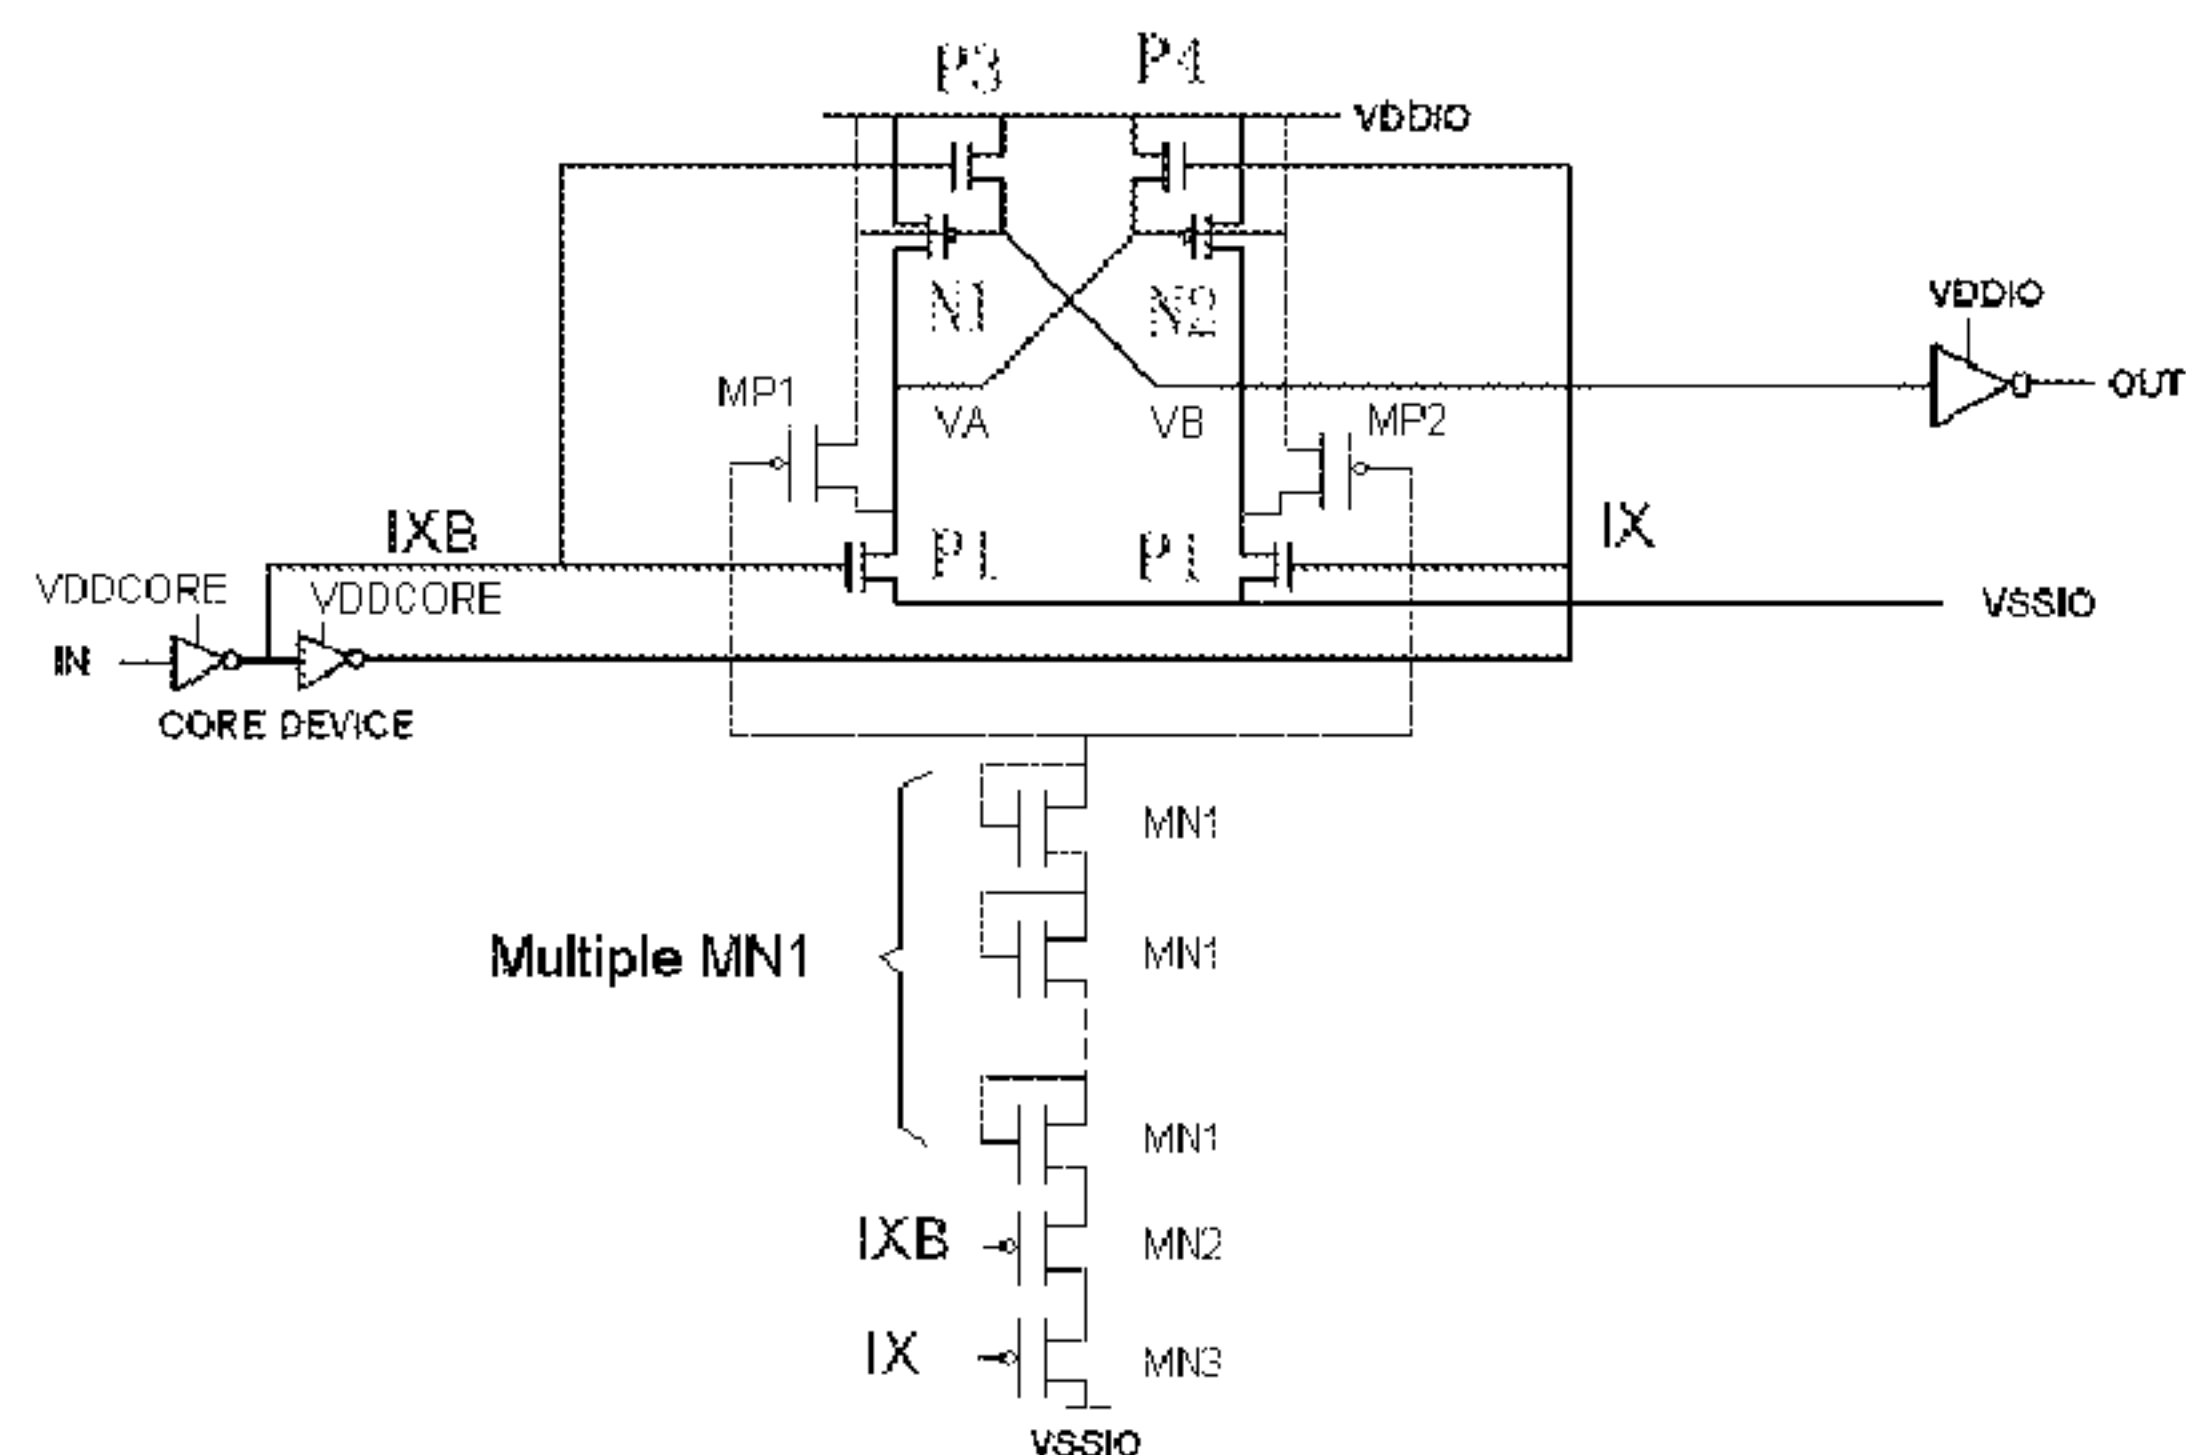 P3
P4
VDDIO
N1
N2
VDDIO
OUT
MP1
VA
VB
MP2
IXB
P1
P1
IX
VDDCORE
VDDCORE
VSSIO
IN
CORE DEVICE
MN1
Multiple MN1
MN1
MN1
IXB
MN2
IX
MN3
VSSIO